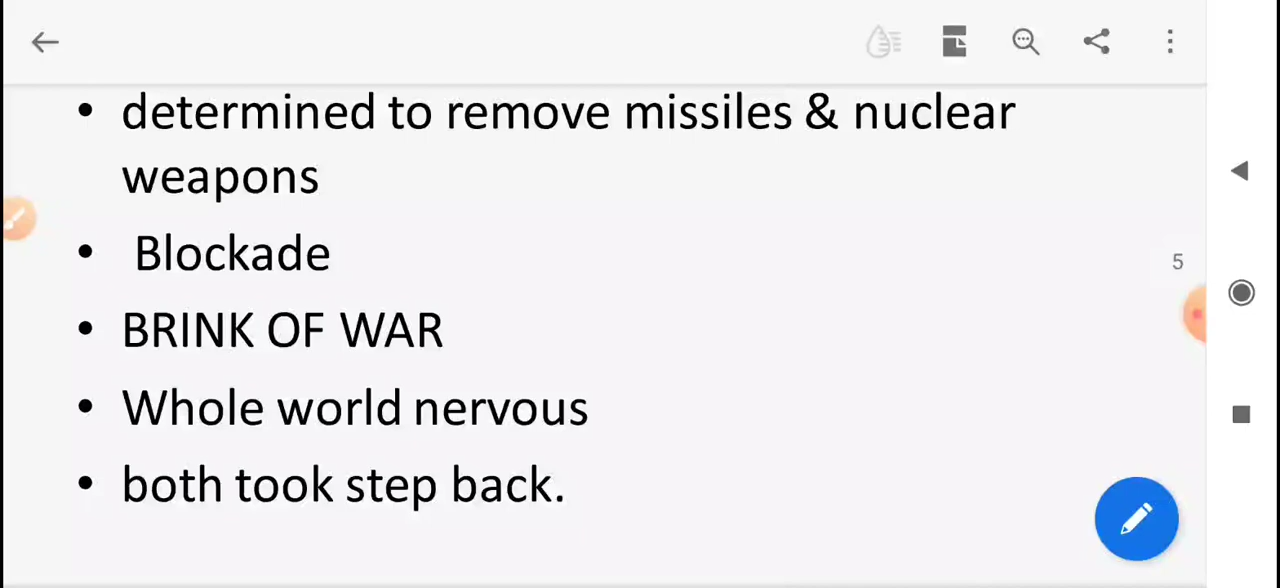 • determined to remove missiles & nuclear
weapons
• Blockade
5
• BRINK OF WAR
• Whole world nervous
• both took step back.